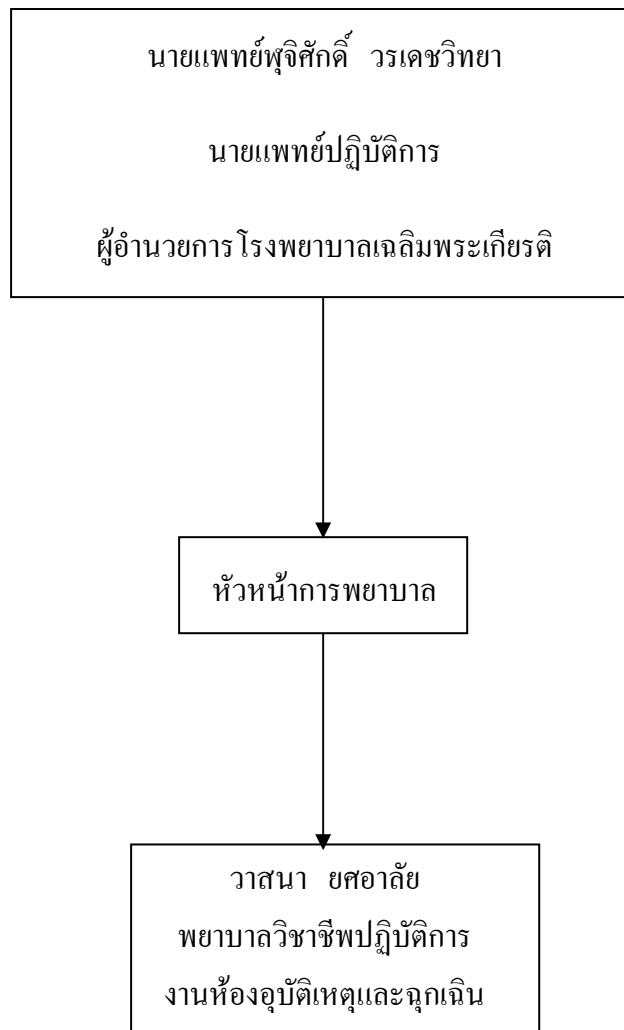 นายแพทย์ฬุจิศักดิ์ วรเดชวิทยา
นายแพทย์ปฏิบัติการ
ผู้อำนวยการโรงพยาบาลเฉลิมพระเกียรติ
หัวหน้าการพยาบาล
วาสนา ยศอาลัย
พยาบาลวิชาชีพปฏิบัติการ
งานห้องอุบัติเหตุและฉุกเฉิน